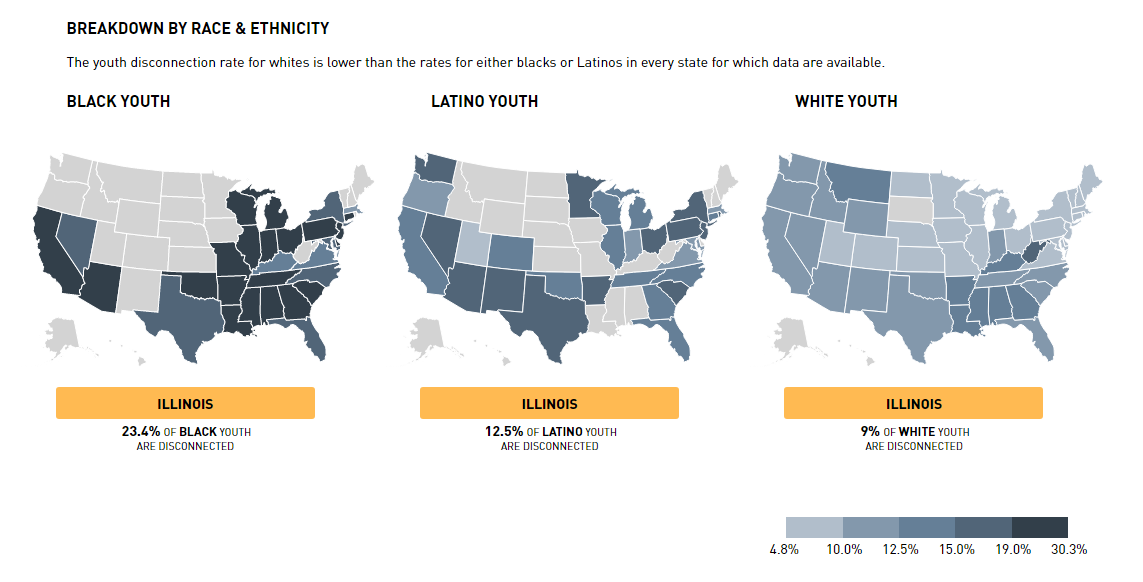 BREAKDOWN BY RACE & ETHNICITY
The youth disconnection rate for whites is lower than the rates for either blacks or Latinos in every state for which data are available.
BLACK YOUTH
LATINO YOUTH
WHITE YOUTH
ILLINOIS
23.4% OF BLACK YOUTH
ARE DISCONNECTED
ILLINOIS
12.5% OF LATINO YOUTH
ARE DISCONNECTED
ILLINOIS
9% OF WHITE YOUTH
ARE DISCONNECTED
4.8% 10.0% 12.5% 15.0% 19.0% 30.3%